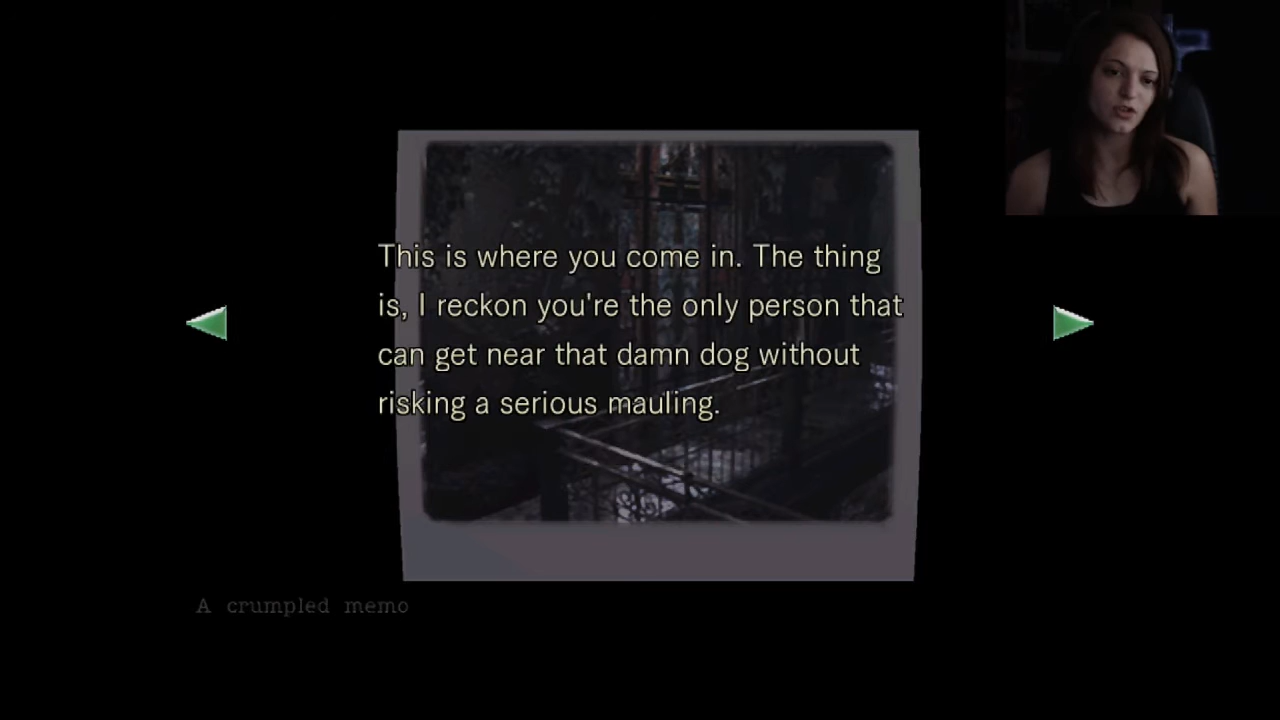 This is where you come in. The thing
is, I reckon you're the only person that
can get near that damn dog without
risking a serious mauling.
A crumpled memo